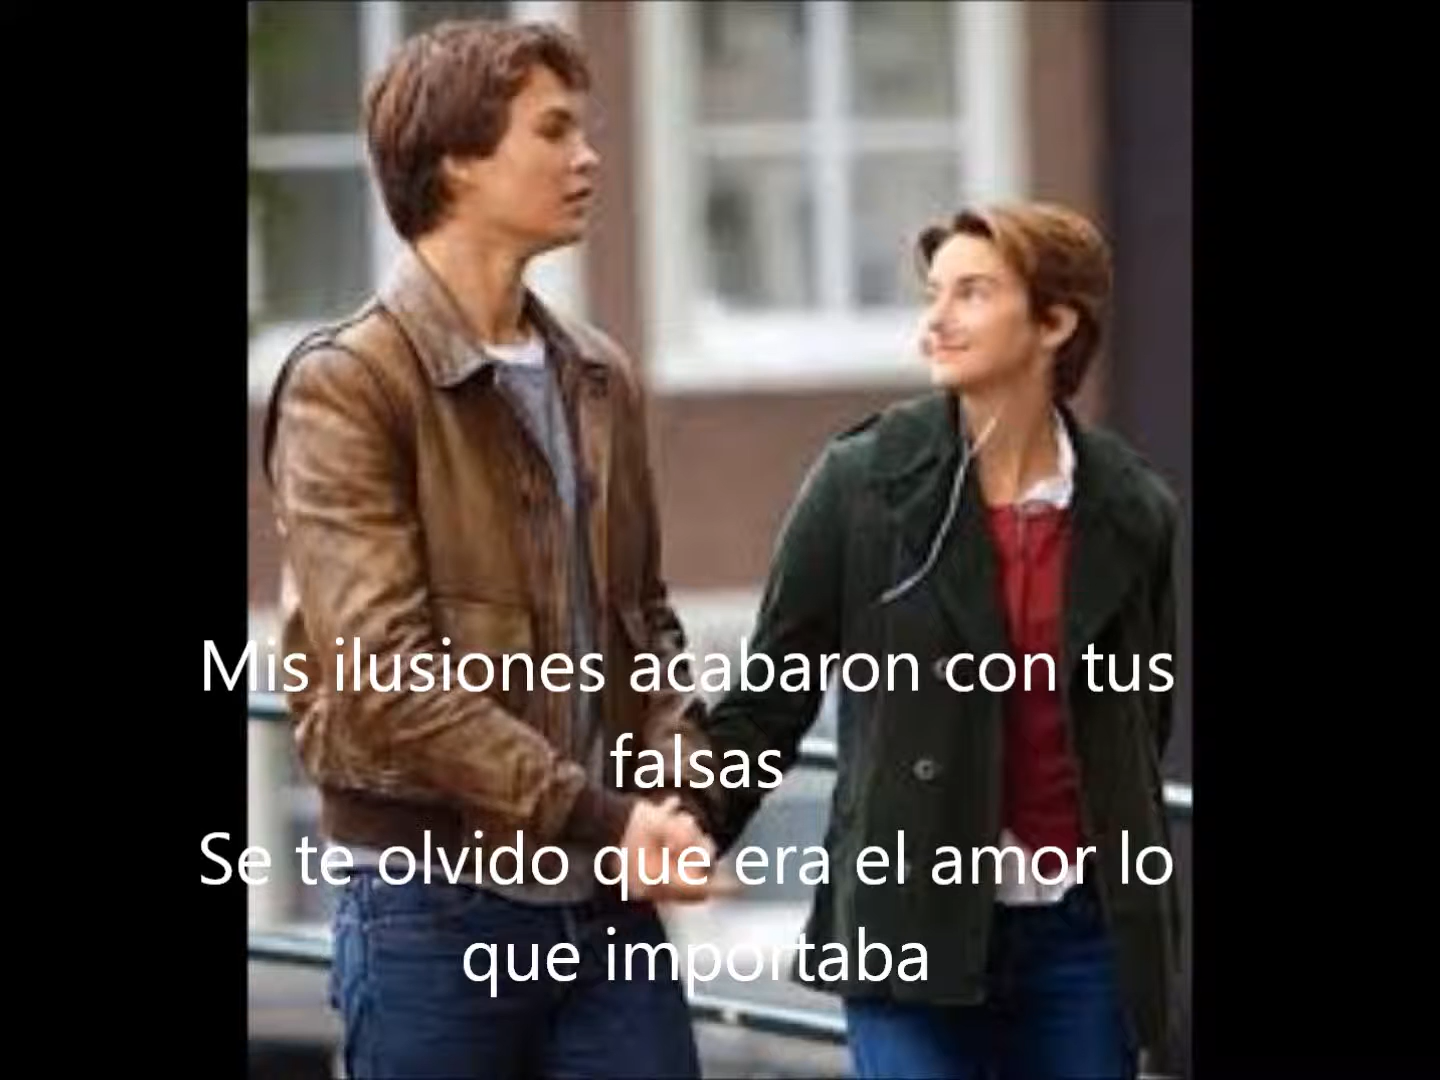 Mis ilusiones acabaron con tus
falsas
Se te olvido que era el amor lo
que importaba